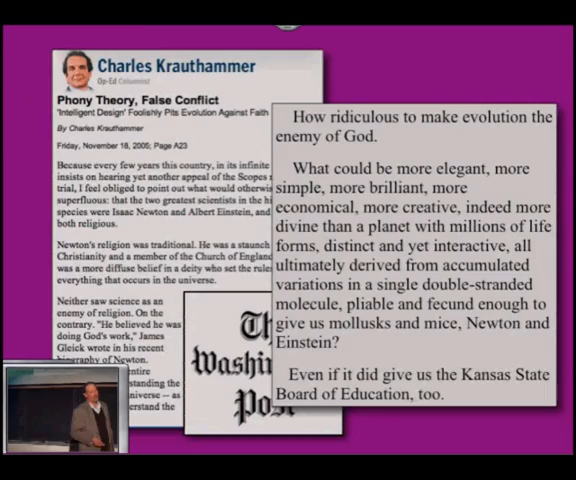 Charles Krauthammer
Op-Ed Columnist
Phony Theory, False Conflict
'Intelligent Design' Foolishly Pits Evolution Against Faith
By Charles Krauthammer
Friday, November 18, 2005; Page A23
Because every few years this country, in its infinite
insists on hearing yet another appeal of the Scopes
trial, I feel obliged to point out what would otherwis
superfluous: that the two greatest scientists in the hi
species were Isaac Newton and Albert Einstein, and
both religious.
Newton's religion was traditional. He was a staunch
Christianity and a member of the Church of England
was a more diffuse belief in a deity who set the rule
everything that occurs in the universe.
Neither saw science as an
enemy of religion. On the
contrary. "He believed he was
doing God's work," James
Gleick wrote in his recent
biography of Newton.
entire
standing the
niverse -- as
erstand the
The
Washin
Post
How ridiculous to make evolution the
enemy of God.
What could be more elegant, more
simple, more brilliant, more
economical, more creative, indeed more
divine than a planet with millions of life
forms, distinct and yet interactive, all
ultimately derived from accumulated
variations in a single double-stranded
molecule, pliable and fecund enough to
give us mollusks and mice, Newton and
Einstein?
Even if it did give us the Kansas State
Board of Education, too.